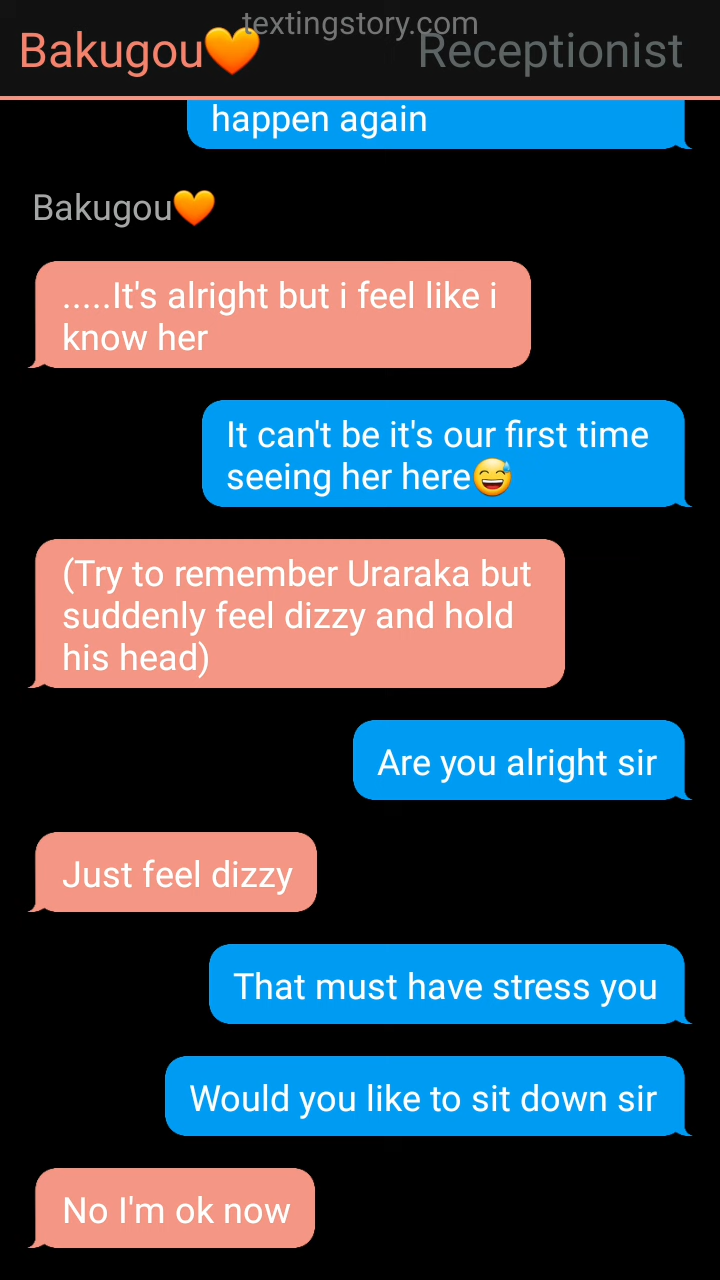 textingstory.com
Bakugou🧡 Receptionist
happen again
Bakugou🧡
.....It's alright but i feel like i
know her
It can't be it's our first time
seeing her here😅
(Try to remember Uraraka but
suddenly feel dizzy and hold
his head)
Are you alright sir
Just feel dizzy
That must have stress you
Would you like to sit down sir
No I'm ok now